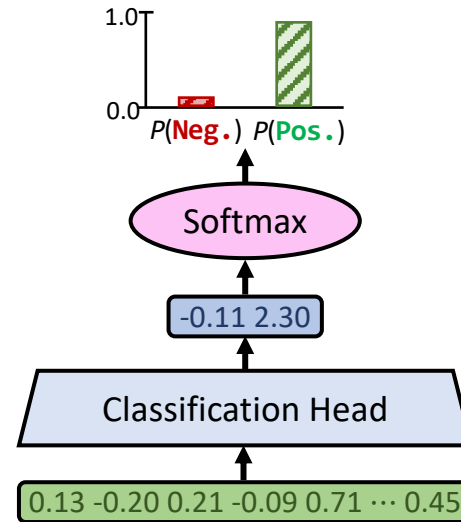 1.0
0.0
P(Neg.) P(Pos.)
Softmax
-0.11 2.30
Classification Head
0.13 -0.20 0.21 -0.09 0.71 ⋯ 0.45